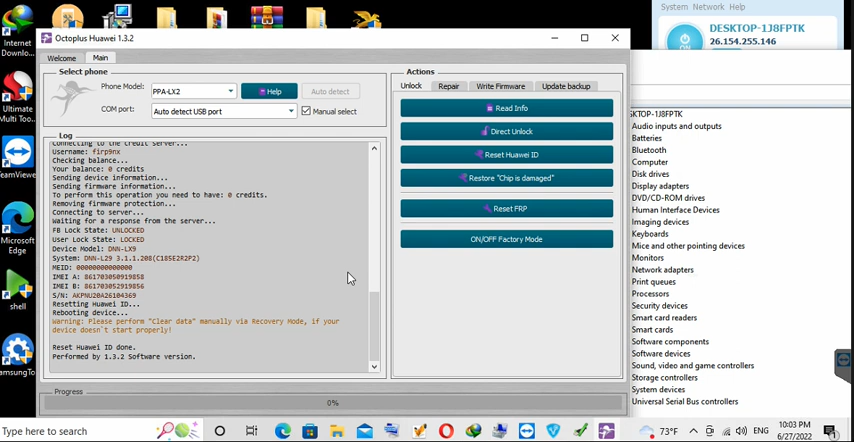 System Network Help
DESKTOP-1J8FPTK
26.154.255.146
Internet
Downlo...
Octoplus Huawei 1.3.2
Welcome
Main
Select phone
Phone Model:
PPA-LX2
Help
Auto detect
COM port:
Auto detect USB port
Manual select
Actions
Unlock
Repair
Write Firmware
Update backup
Read Info
Direct Unlock
Reset Huawei ID
Restore "Chip is damaged"
Reset FRP
ON/OFF Factory Mode
Ultimate
Multi Too...
TeamViewer
Microsoft
Edge
shell
Log
Connecting to the credit server...
Username: firp9nx
Checking balance...
Your balance: 0 credits
Sending device information...
Sending firmware information...
To perform this operation you need to have: 0 credits.
Removing firmware protection...
Connecting to server...
Waiting for a response from the server...
FB Lock State: UNLOCKED
User Lock State: LOCKED
Device Model: DNN-LX9
System: DNN-L29 3.1.1.208(C185E2R2P2)
MEID: 00000000000000
IMEI A: 861703050919858
IMEI B: 861703052919856
S/N: AKPNU20A26104369
Resetting Huawei ID...
Rebooting device...
Warning: Please perform "Clear data" manually via Recovery Mode, if your
device doesn`t start properly!
Reset Huawei ID done.
Performed by 1.3.2 Software version.
Progress
0%
SKTOP-1J8FPTK
Audio inputs and outputs
Batteries
Bluetooth
Computer
Disk drives
Display adapters
DVD/CD-ROM drives
Human Interface Devices
Imaging devices
Keyboards
Mice and other pointing devices
Monitors
Network adapters
Print queues
Processors
Security devices
Smart card readers
Smart cards
Software components
Software devices
Sound, video and game controllers
Storage controllers
System devices
Universal Serial Bus controllers
Type here to search
73°F
ENG
10:03 PM
6/27/2022